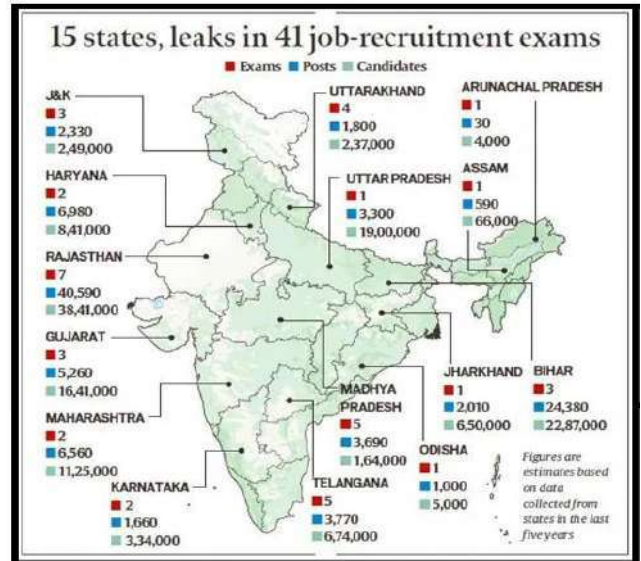 15 states, leaks in 41 job-recruitment exams
Exams Posts Candidates
J&K
3
2,330
2,49,000
HARYANA
2
6,980
8,41,000
RAJASTHAN
7
40,590
38,41,000
GUJARAT
3
5,260
16,41,000
MAHARASHTRA
2
6,560
11,25,000
KARNATAKA
2
1,660
3,34,000
UTTARAKHAND
4
1,800
2,37,000
UTTAR PRADESH
1
3,300
19,00,000
ARUNACHAL PRADESH
1
30
4,000
ASSAM
1
590
66,000
MADHYA
PRADESH
5
3,690
1,64,000
TELANGANA
5
3,770
6,74,000
ODISHA
1
1,000
5,000
JHARKHAND
1
2,010
6,50,000
BIHAR
3
24,380
22,87,000
Figures are
estimates based
on data
collected from
states in the last
five years